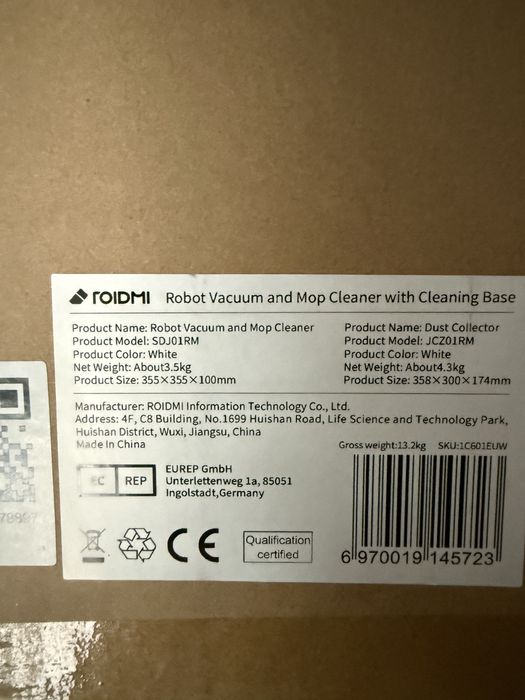 ROIDMI Robot Vacuum and Mop Cleaner with Cleaning Base
Product Name: Robot Vacuum and Mop Cleaner
Product Model: SDJ01RM
Product Color: White
Net Weight: About3.5kg
Product Size: 355×355×100mm
Product Name: Dust Collector
Product Model: JCZ01RM
Product Color: White
Net Weight: About4.3kg
Product Size: 358×300×174mm
Manufacturer: ROIDMI Information Technology Co., Ltd.
Address: 4F, C8 Building, No.1699 Huishan Road, Life Science and Technology Park,
Huishan District, Wuxi, Jiangsu, China
Made In China
Gross weight:13.2kg SKU:1C601EUW
EC REP
EUREP GmbH
Unterlettenweg 1a, 85051
Ingolstadt,Germany
CE
Qualification
certified
6 970019 145723